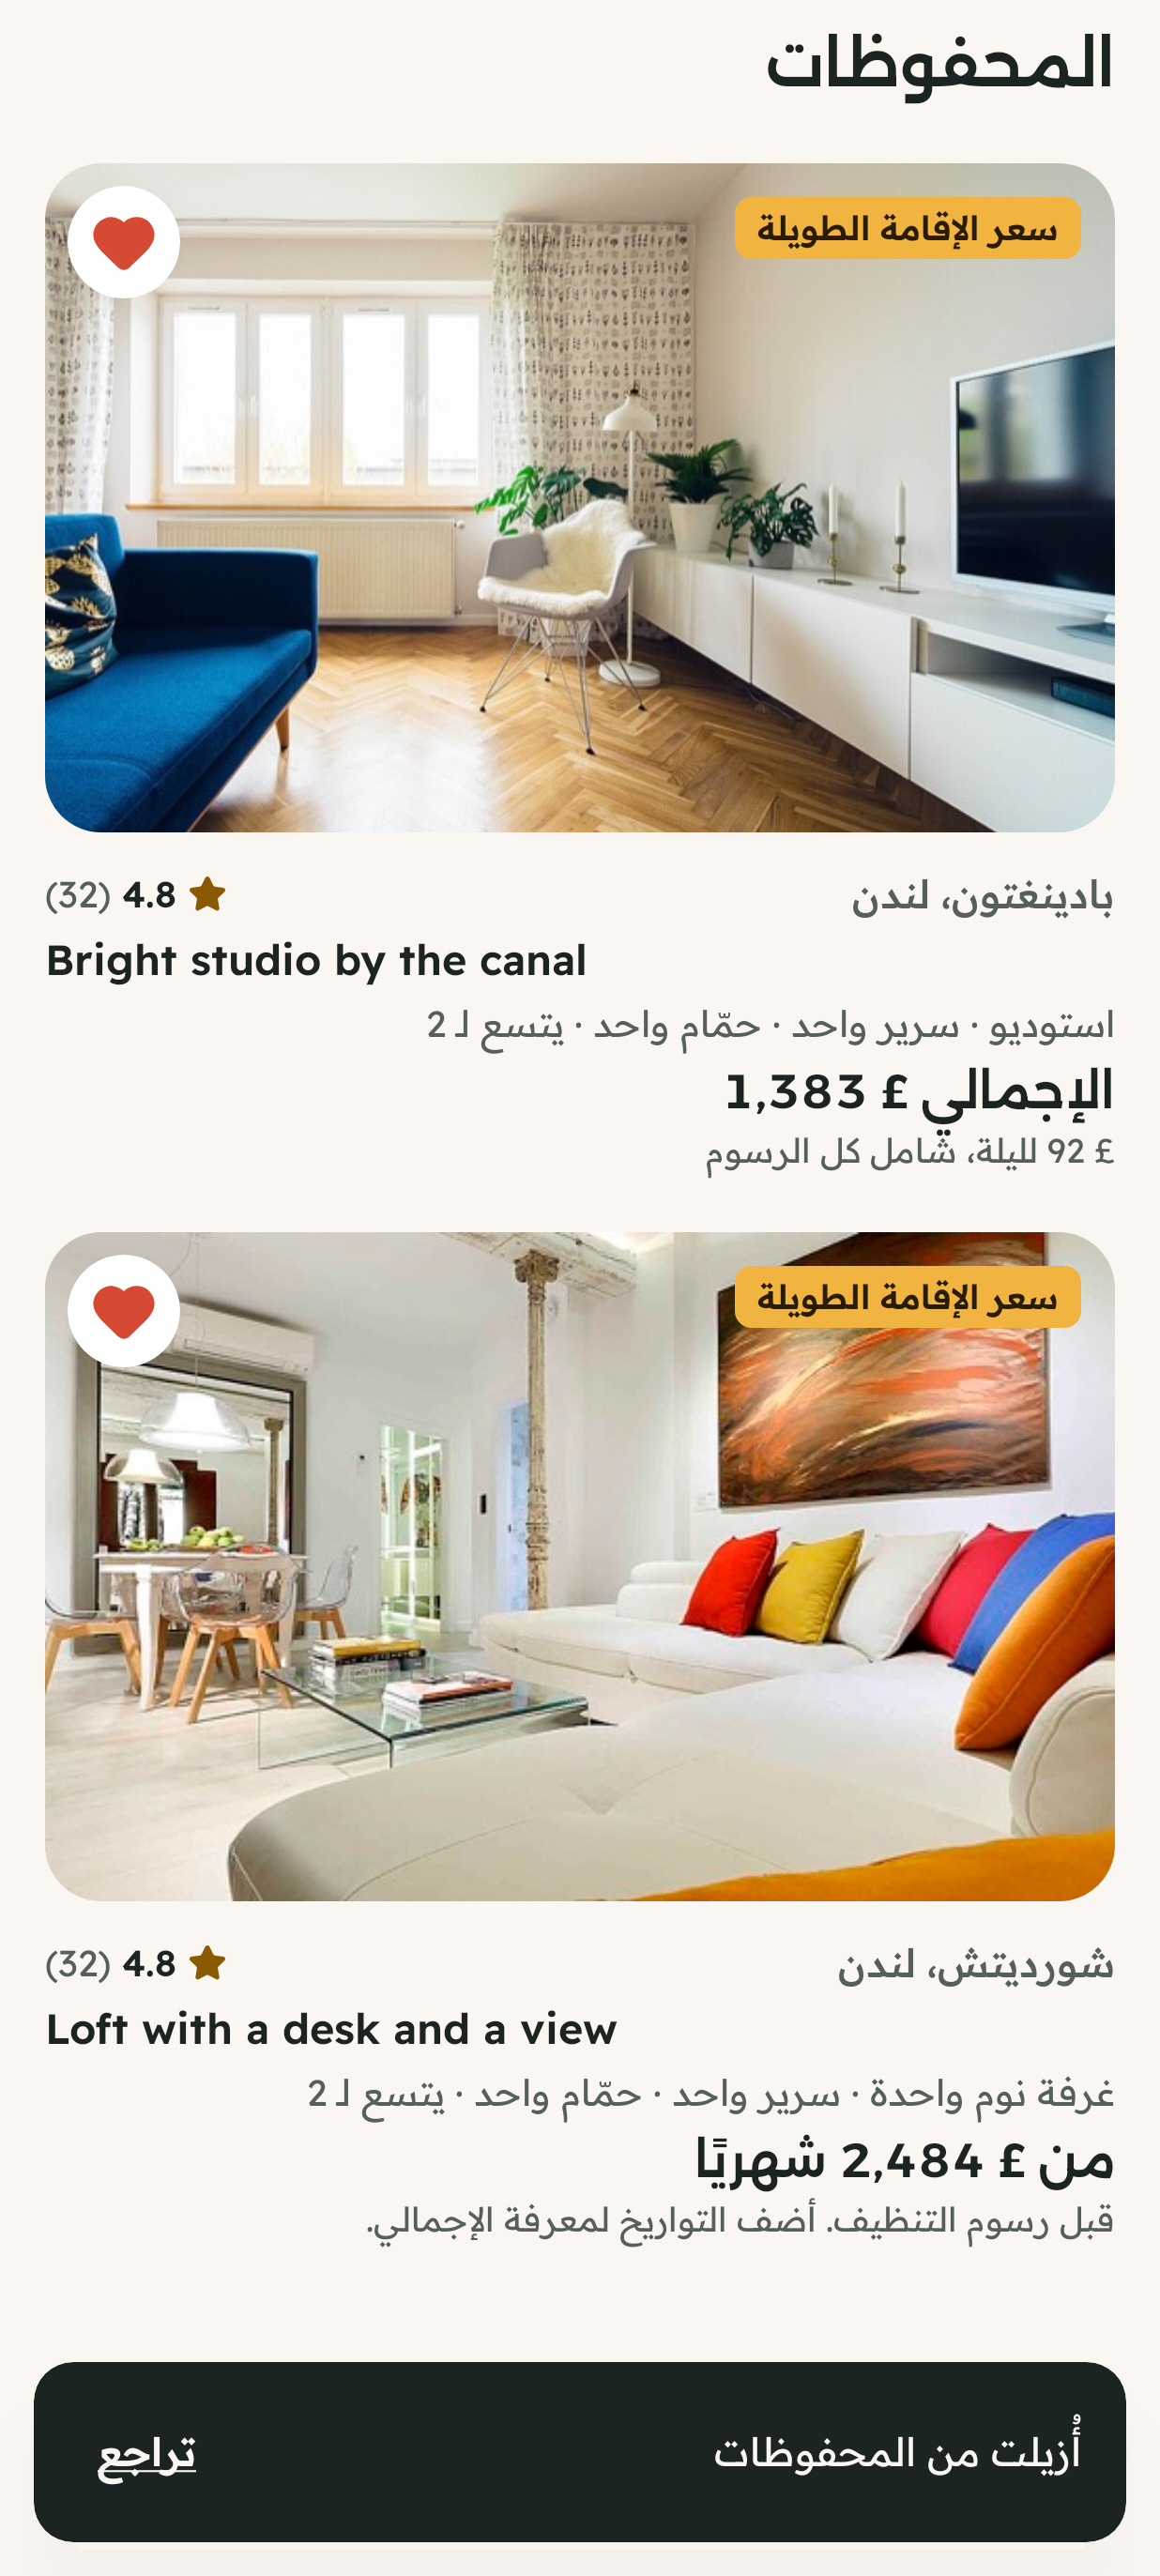 المحفوظات
سعر الإقامة الطويلة
بادينغتون، لندن
4.8 (32)
Bright studio by the canal
استوديو · سرير واحد · حمّام واحد · يتسع لـ 2
الإجمالي £ 1,383
£ 92 لليلة، شامل كل الرسوم
سعر الإقامة الطويلة
شورديتش، لندن
4.8 (32)
Loft with a desk and a view
غرفة نوم واحدة · سرير واحد · حمّام واحد · يتسع لـ 2
من £ 2,484 شهريًا
قبل رسوم التنظيف. أضف التواريخ لمعرفة الإجمالي.
أُزيلت من المحفوظات
تراجع